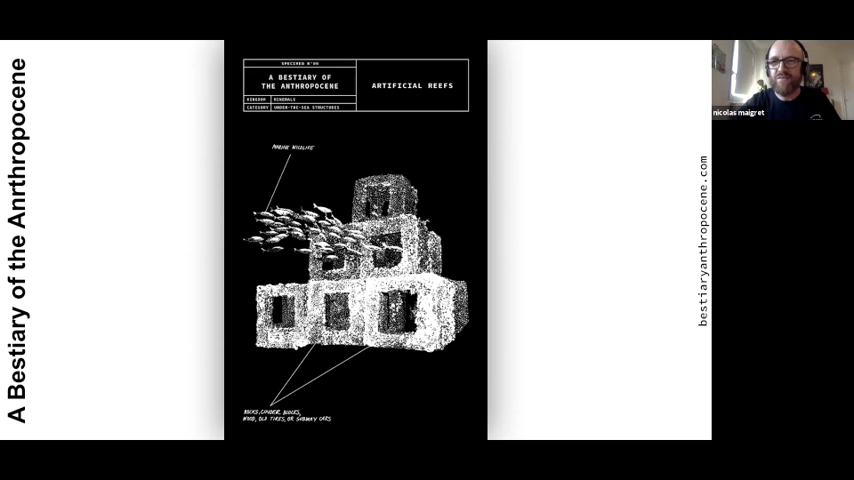 A Bestiary of the Anrthropocene
SPECIMEN N°09
A BESTIARY OF
THE ANTHROPOCENE
KINGDOM MINERALS
CATEGORY UNDER-THE-SEA STRUCTURES
ARTIFICIAL REEFS
MARINE WILDLIFE
ROCKS, CINDER BLOCKS,
WOOD, OLD TIRES, OR SUBWAY CARS
bestiaryanthropocene.com
nicolas maigret